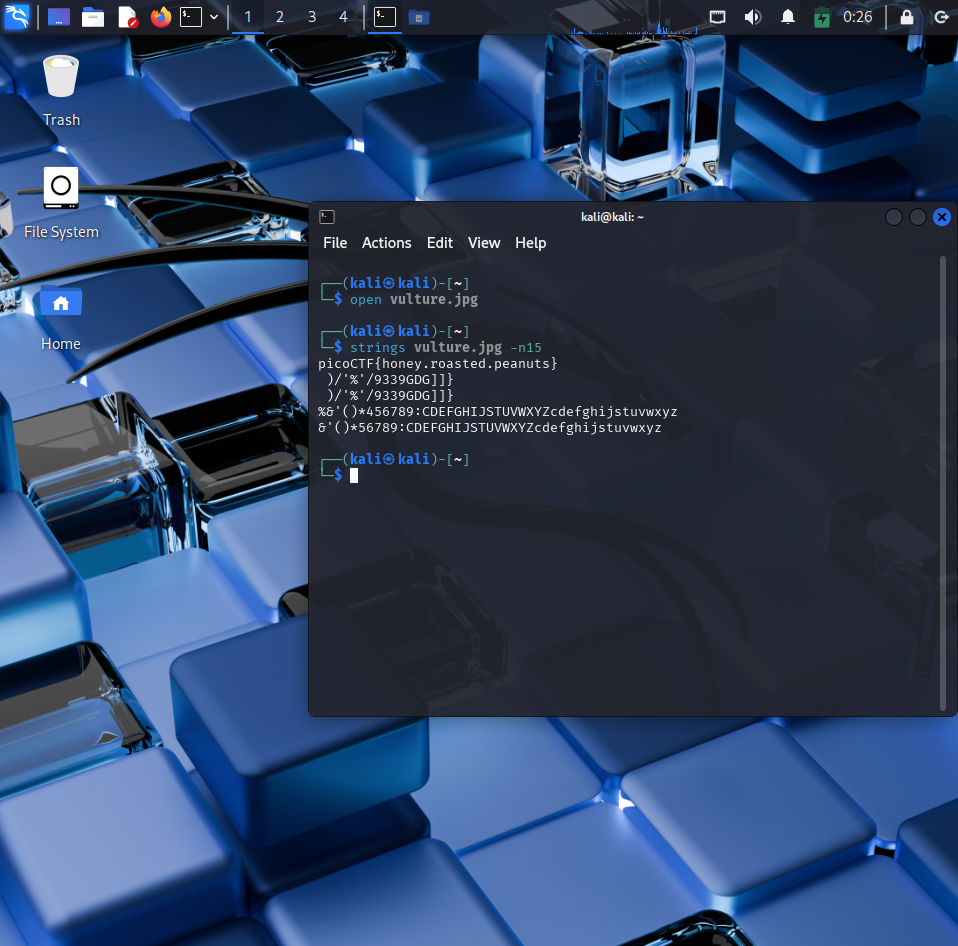 1 2 3 4 0:26
Trash
File System
Home
kali@kali: ~
File Actions Edit View Help
┌──(kali㉿kali)-[~]
└─$ open vulture.jpg
┌──(kali㉿kali)-[~]
└─$ strings vulture.jpg -n15
picoCTF{honey.roasted.peanuts}
 )/'%'/9339GDG]]}
 )/'%'/9339GDG]]}
%&'()*456789:CDEFGHIJSTUVWXYZcdefghijstuvwxyz
&'()*56789:CDEFGHIJSTUVWXYZcdefghijstuvwxyz
┌──(kali㉿kali)-[~]
└─$